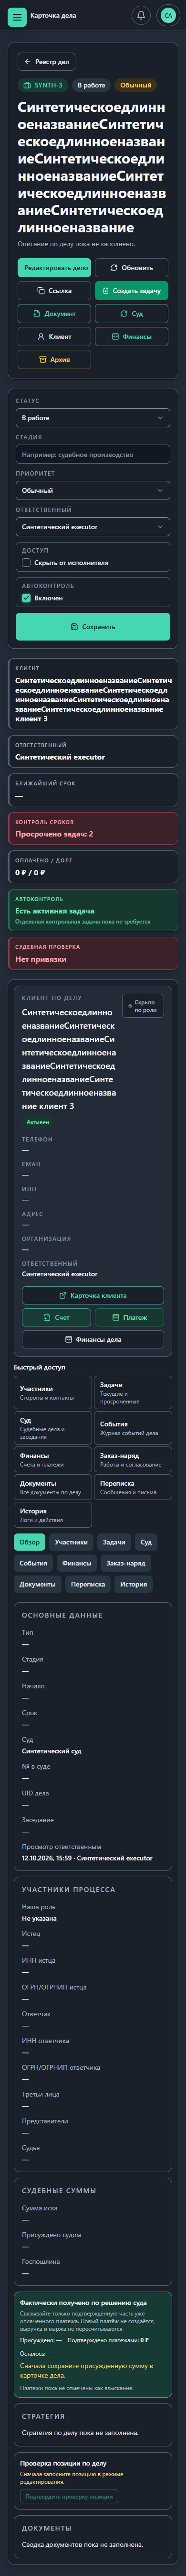 Карточка дела
CA
Реестр дел
SYNTH-3
В работе
Обычный
Синтетическоедлинн
оеназваниеСинтетич
ескоедлинноеназван
иеСинтетическоедли
нноеназваниеСинтет
ическоедлинноеназв
аниеСинтетическоед
линноеназвание
Описание по делу пока не заполнено.
Редактировать дело
Обновить
Ссылка
Создать задачу
Документ
Суд
Клиент
Финансы
Архив
СТАТУС
В работе
СТАДИЯ
Например: судебное производство
ПРИОРИТЕТ
Обычный
ОТВЕТСТВЕННЫЙ
Синтетический executor
ДОСТУП
Скрыть от исполнителя
АВТОКОНТРОЛЬ
Включен
Сохранить
КЛИЕНТ
СинтетическоедлинноеназваниеСинтетич
ескоедлинноеназваниеСинтетическоедл
инноеназваниеСинтетическоедлинноена
званиеСинтетическоедлинноеназвание
клиент 3
ОТВЕТСТВЕННЫЙ
Синтетический executor
БЛИЖАЙШИЙ СРОК
—
КОНТРОЛЬ СРОКОВ
Просрочено задач: 2
ОПЛАЧЕНО / ДОЛГ
0 ₽ / 0 ₽
АВТОКОНТРОЛЬ
Есть активная задача
Отдельная контрольная задача пока не требуется
СУДЕБНАЯ ПРОВЕРКА
Нет привязки
КЛИЕНТ ПО ДЕЛУ
Скрыто
по роли
Синтетическоедлинн
оеназваниеСинтетич
ескоедлинноеназван
иеСинтетическоедли
нноеназваниеСи
нтетическоедлинноена
званиеСинтетическо
едлинноеназвание клиент 3
Активен
ТЕЛЕФОН
—
EMAIL
—
ИНН
—
АДРЕС
—
ОРГАНИЗАЦИЯ
—
ОТВЕТСТВЕННЫЙ
Синтетический executor
Карточка клиента
Счет
Платеж
Финансы дела
Быстрый доступ
Участники
Стороны и контакты
Задачи
Текущие и
просроченные
Суд
Судебные дела и
заседания
События
Журнал событий дела
Финансы
Счета и платежи
Заказ-наряд
Работы и согласование
Документы
Все документы по делу
Переписка
Сообщения и письма
История
Логи и действия
Обзор
Участники
Задачи
Суд
События
Финансы
Заказ-наряд
Документы
Переписка
История
ОСНОВНЫЕ ДАННЫЕ
Тип
—
Стадия
—
Начало
—
Срок
—
Суд
Синтетический суд
№ в суде
—
UID дела
—
Заседание
—
Просмотр ответственным
12.10.2026, 15:59 · Синтетический executor
УЧАСТНИКИ ПРОЦЕССА
Наша роль
Не указана
Истец
—
ИНН истца
—
ОГРН/ОГРНИП истца
—
Ответчик
—
ИНН ответчика
—
ОГРН/ОГРНИП ответчика
—
Третьи лица
—
Представители
—
Судья
—
СУДЕБНЫЕ СУММЫ
Сумма иска
—
Присуждено судом
—
Госпошлина
—
Фактически получено по решению суда
Связывайте только подтверждённую часть уже
оплаченного платежа. Новый платёж не создаётся,
выручка и маржа не пересчитываются.
Присуждено: — Подтверждено платежами: 0 ₽
Осталось: —
Сначала сохраните присуждённую сумму в
карточке дела.
Платежи пока не отмечены как взыскания.
СТРАТЕГИЯ
Стратегия по делу пока не заполнена.
Проверка позиции по делу
Сначала заполните позицию в режиме
редактирования.
Подтвердить проверку позиции
ДОКУМЕНТЫ
Сводка документов пока не заполнена.